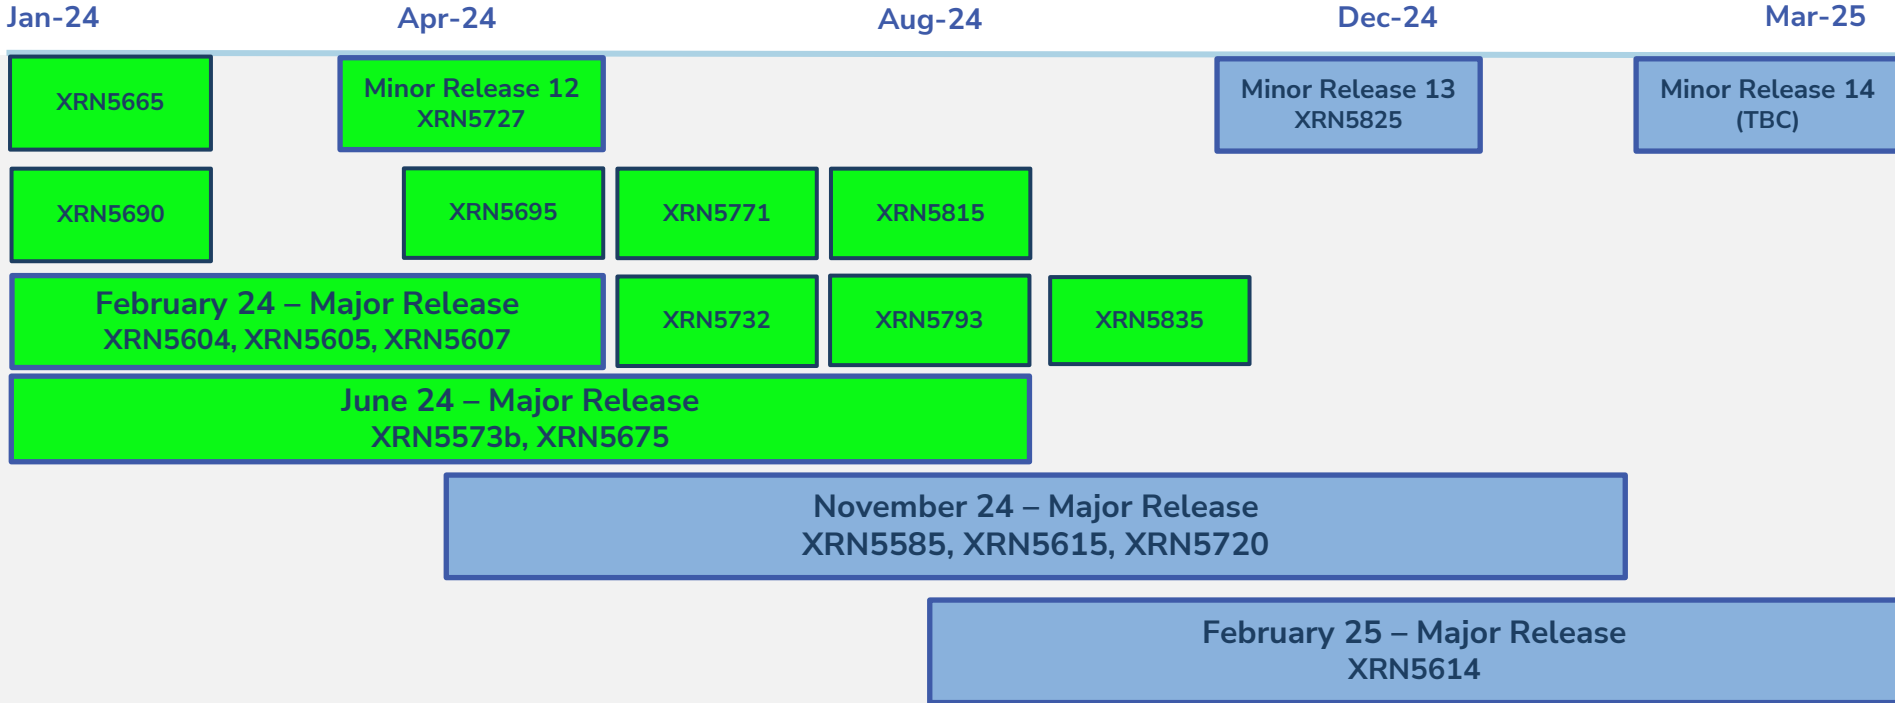 Jan-24
Apr-24
Aug-24
Dec-24
Mar-25
XRN5665
Minor Release 12
XRN5727
Minor Release 13
XRN5825
Minor Release 14
(TBC)
XRN5690
XRN5695
XRN5771
XRN5815
February 24 – Major Release
XRN5604, XRN5605, XRN5607
XRN5732
XRN5793
XRN5835
June 24 – Major Release
XRN5573b, XRN5675
November 24 – Major Release
XRN5585, XRN5615, XRN5720
February 25 – Major Release
XRN5614